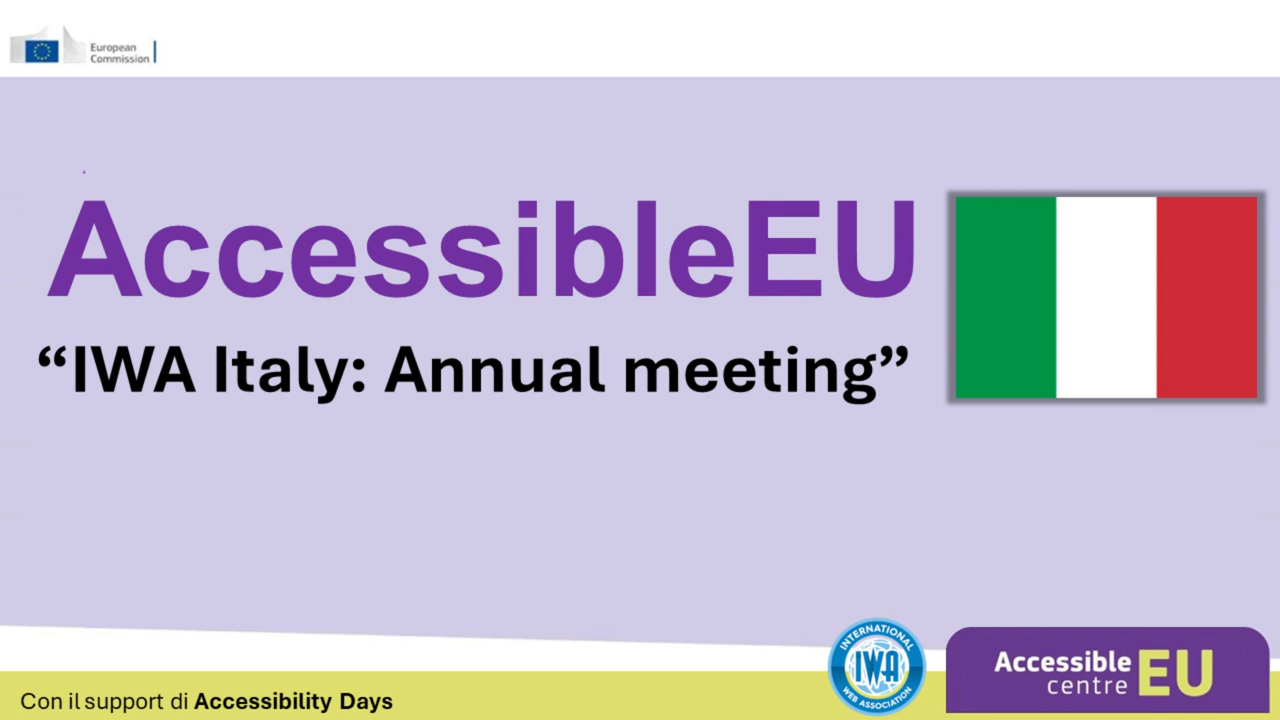 European
Commission
AccessibleEU
“IWA Italy: Annual meeting”
INTERNATIONAL
IWA
WEB ASSOCIATION
Accessible
centre EU
Con il support di Accessibility Days